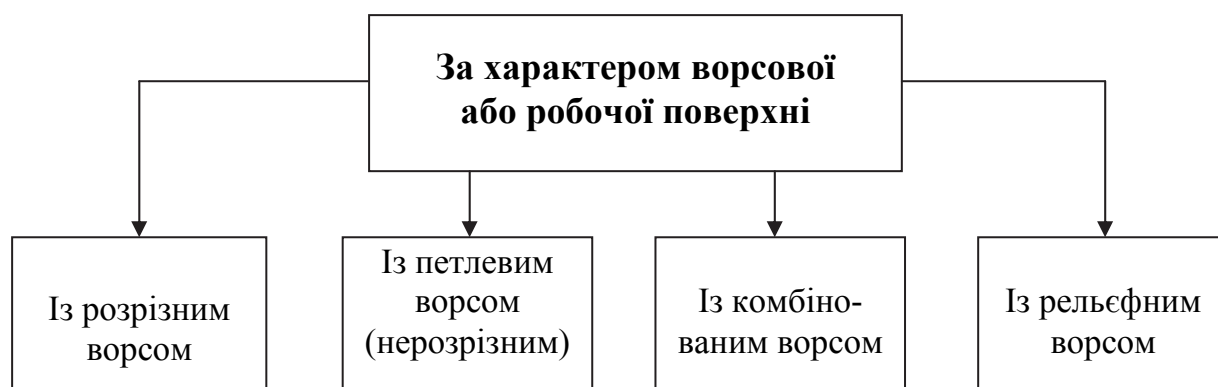 За характером ворсової
або робочої поверхні
Із розрізним
ворсом
Із петлевим
ворсом
(нерозрізним)
Із комбіно-
ваним ворсом
Із рельєфним
ворсом